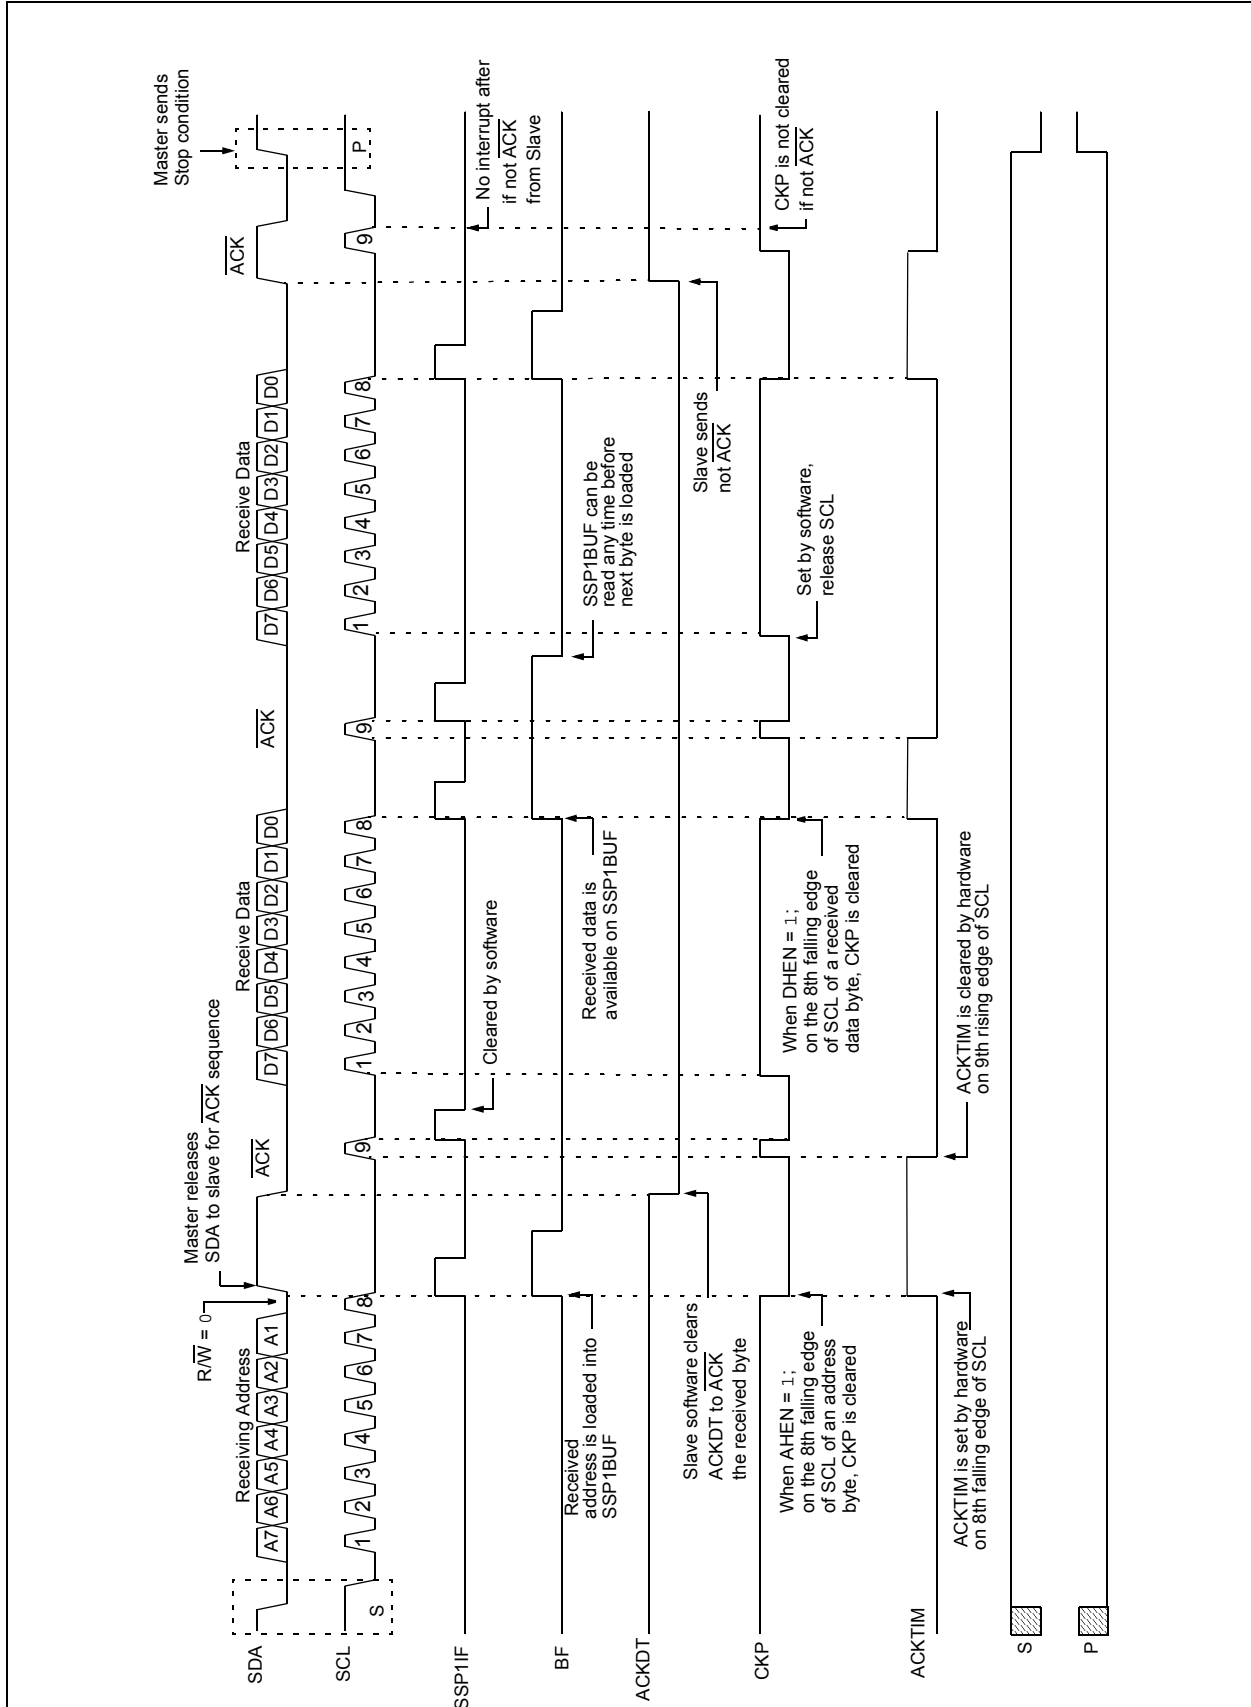 Master sends
Stop condition
Master releases
SDA to slave for ACK sequence
R/W = 0
Receiving Address
ACK
Receive Data
ACK
Receive Data
ACK
SDA
A7 A6 A5 A4 A3 A2 A1
D7 D6 D5 D4 D3 D2 D1 D0
D7 D6 D5 D4 D3 D2 D1 D0
SCL
S
1 2 3 4 5 6 7 8 9
1 2 3 4 5 6 7 8 9
1 2 3 4 5 6 7 8 9
P
SSP1IF
Cleared by software
No interrupt after
if not ACK
from Slave
BF
Received
address is loaded into
SSP1BUF
Received data is
available on SSP1BUF
SSP1BUF can be
read any time before
next byte is loaded
ACKDT
Slave software clears
ACKDT to ACK
the received byte
Slave sends
not ACK
CKP
When AHEN = 1;
on the 8th falling edge
of SCL of an address
byte, CKP is cleared
When DHEN = 1;
on the 8th falling edge
of SCL of a received
data byte, CKP is cleared
Set by software,
release SCL
CKP is not cleared
if not ACK
ACKTIM
ACKTIM is set by hardware
on 8th falling edge of SCL
ACKTIM is cleared by hardware
on 9th rising edge of SCL
S
P